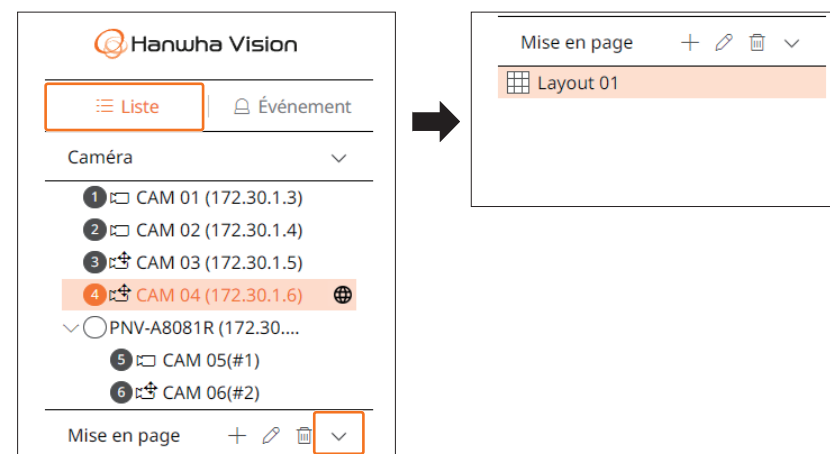 Hanwha Vision
Liste
Événement
Caméra
1 CAM 01 (172.30.1.3)
2 CAM 02 (172.30.1.4)
3 CAM 03 (172.30.1.5)
4 CAM 04 (172.30.1.6)
PNV-A8081R (172.30....
5 CAM 05(#1)
6 CAM 06(#2)
Mise en page
Mise en page
Layout 01